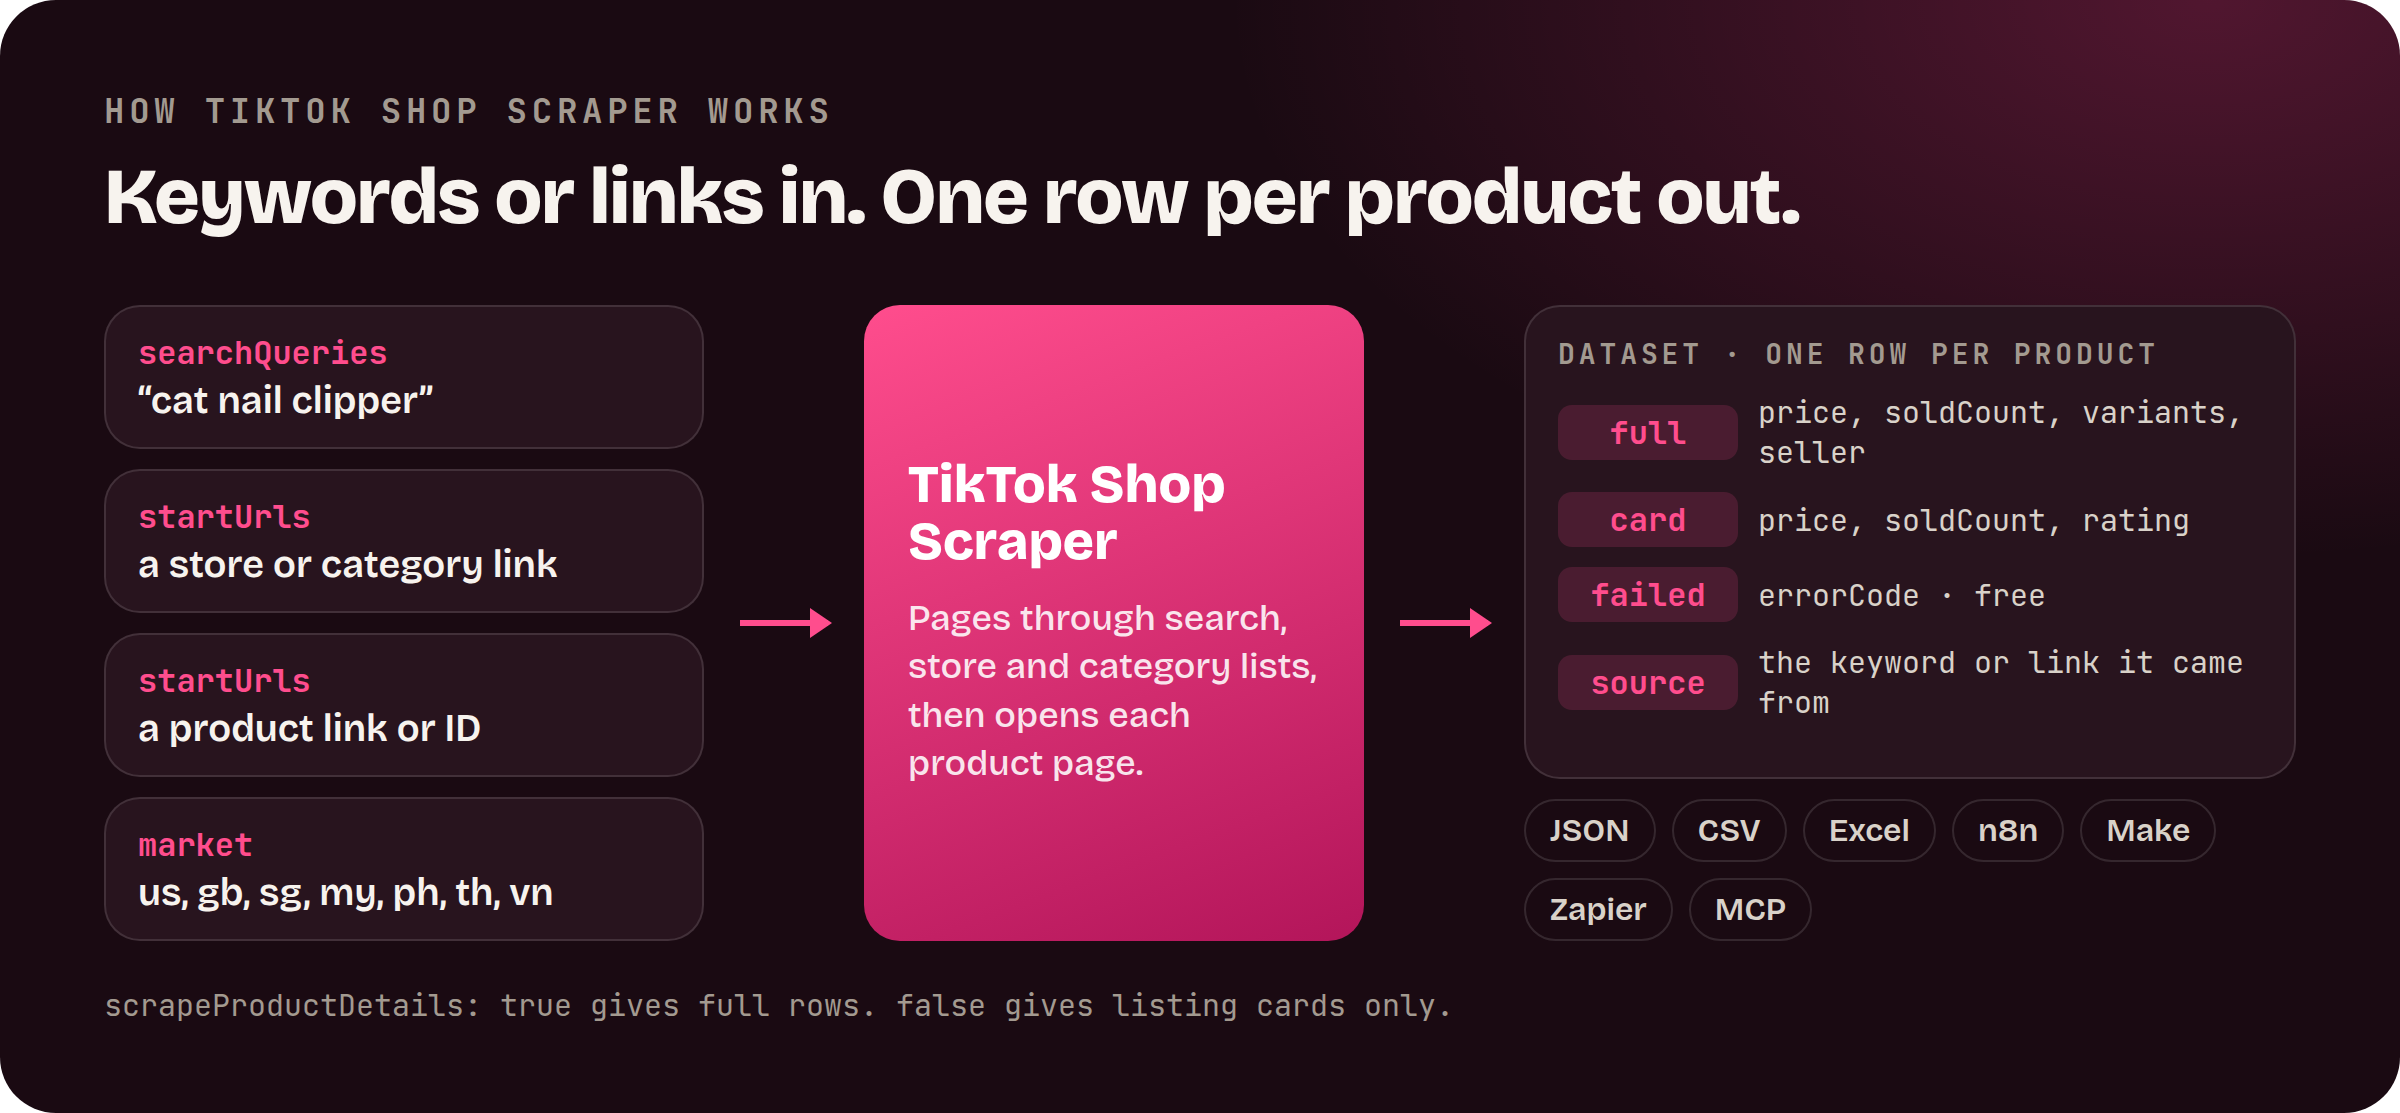 HOW TIKTOK SHOP SCRAPER WORKS
Keywords or links in. One row per product out.
searchQueries
“cat nail clipper”
startUrls
a store or category link
startUrls
a product link or ID
market
us, gb, sg, my, ph, th, vn
TikTok Shop
Scraper
Pages through search,
store and category lists,
then opens each
product page.
DATASET · ONE ROW PER PRODUCT
full
price, soldCount, variants,
seller
card
price, soldCount, rating
failed
errorCode · free
source
the keyword or link it came
from
JSON
CSV
Excel
n8n
Make
Zapier
MCP
scrapeProductDetails: true gives full rows. false gives listing cards only.